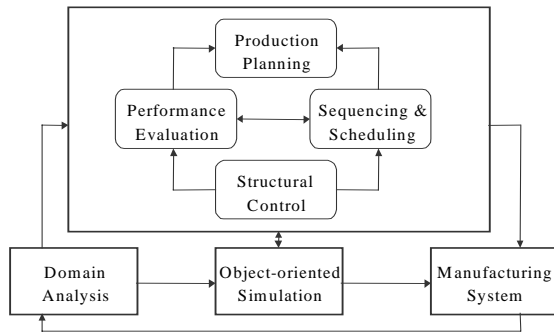 Production
Planning
Performance
Evaluation
Sequencing &
Scheduling
Structural
Control
Domain
Analysis
Object-oriented
Simulation
Manufacturing
System